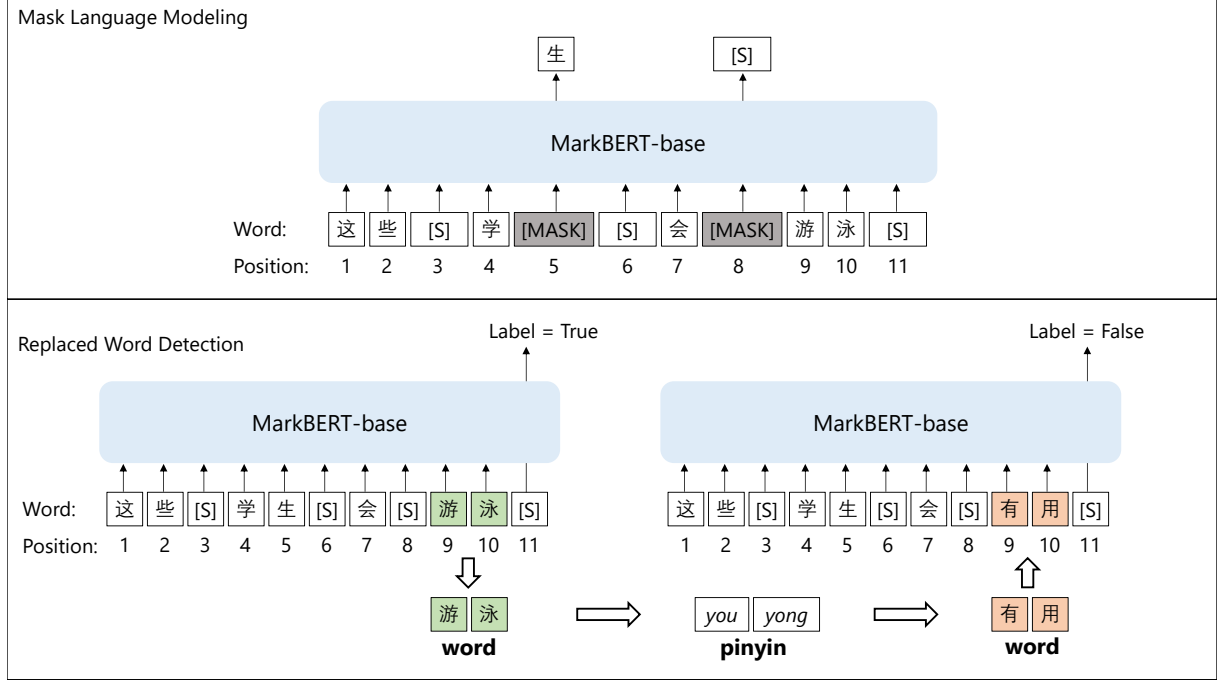 Mask Language Modeling
生 [S]
MarkBERT-base
Word: 这 些 [S] 学 [MASK] [S] 会 [MASK] 游 泳 [S]
Position: 1 2 3 4 5 6 7 8 9 10 11
Replaced Word Detection
Label = True
MarkBERT-base
Word: 这 些 [S] 学 生 [S] 会 [S] 游 泳 [S]
Position: 1 2 3 4 5 6 7 8 9 10 11
Label = False
MarkBERT-base
这 些 [S] 学 生 [S] 会 [S] 有 用 [S]
1 2 3 4 5 6 7 8 9 10 11
游 泳 you yong 有 用
word pinyin word